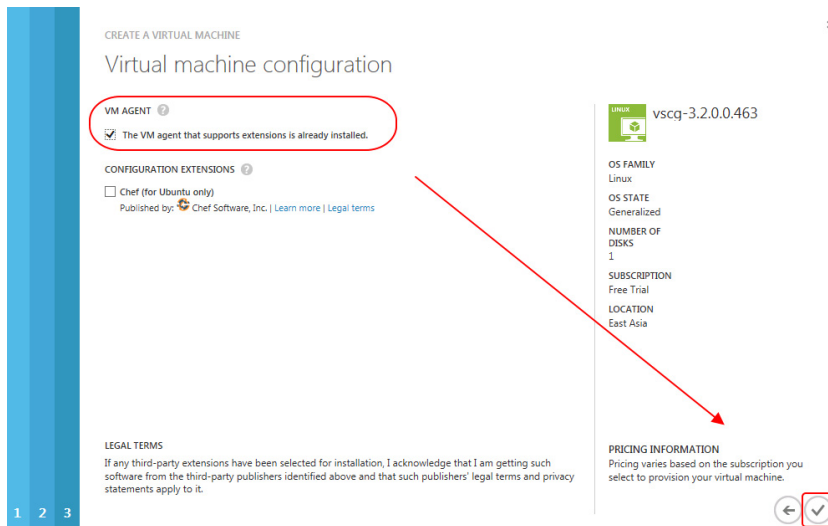 CREATE A VIRTUAL MACHINE
Virtual machine configuration
VM AGENT ?
The VM agent that supports extensions is already installed.
CONFIGURATION EXTENSIONS ?
Chef (for Ubuntu only)
Published by: Chef Software, Inc. | Learn more | Legal terms
LEGAL TERMS
If any third-party extensions have been selected for installation, I acknowledge that I am getting such
software from the third-party publishers identified above and that such publishers' legal terms and privacy
statements apply to it.
1 2 3
LINUX
vscg-3.2.0.0.463
OS FAMILY
Linux
OS STATE
Generalized
NUMBER OF
DISKS
1
SUBSCRIPTION
Free Trial
LOCATION
East Asia
PRICING INFORMATION
Pricing varies based on the subscription you
select to provision your virtual machine.